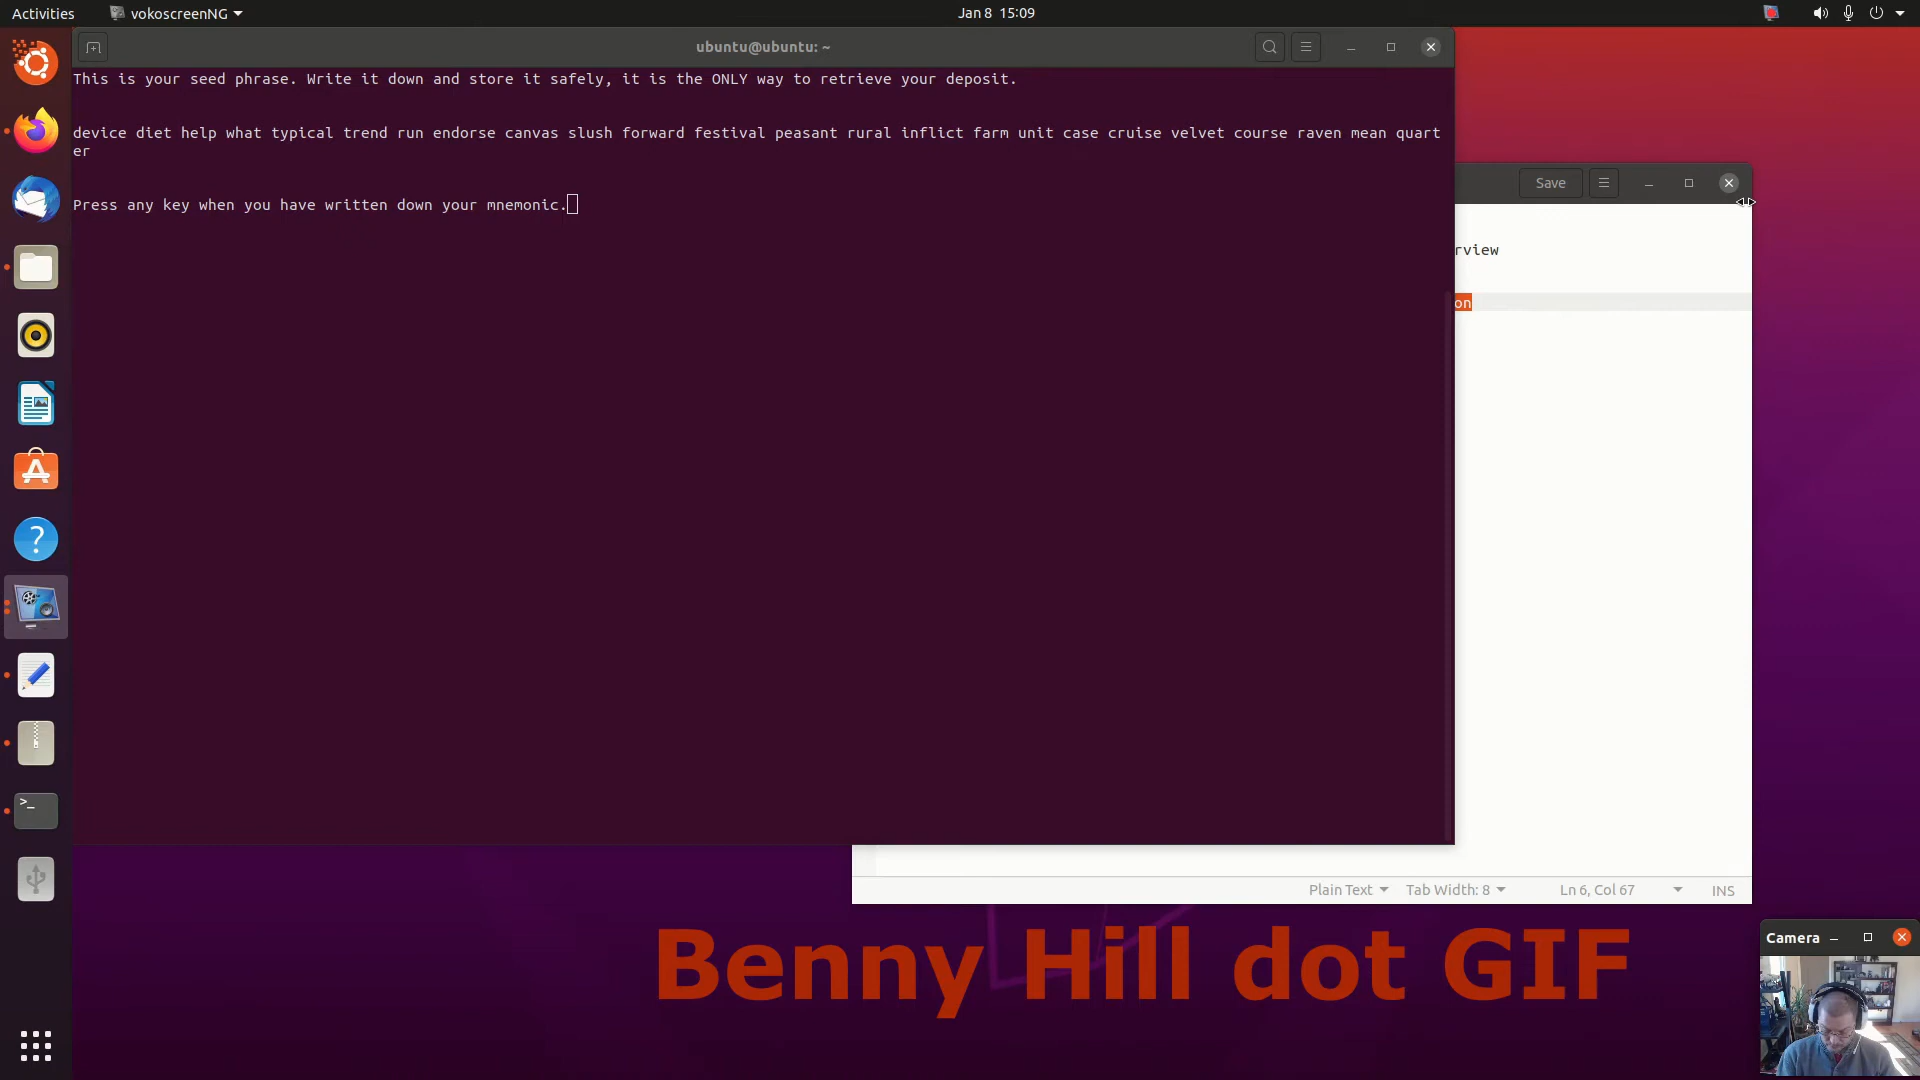 Activities vokoscreenNG Jan 8 15:09
ubuntu@ubuntu: ~
This is your seed phrase. Write it down and store it safely, it is the ONLY way to retrieve your deposit.
device diet help what typical trend run endorse canvas slush forward festival peasant rural inflict farm unit case cruise velvet course raven mean quart
er
Press any key when you have written down your mnemonic.
Save
rview
on
Plain Text Tab Width: 8 Ln 6, Col 67 INS
Benny Hill dot GIF
Camera